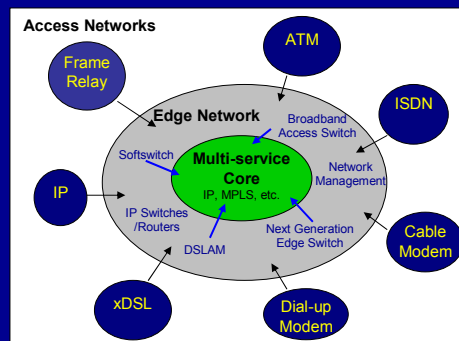 Access Networks
ATM
Frame
Relay
ISDN
Edge Network
Broadband
Access Switch
Softswitch
Multi-service
Core
IP, MPLS, etc.
Network
Management
IP
IP Switches
/Routers
DSLAM
Next Generation
Edge Switch
Cable
Modem
xDSL
Dial-up
Modem